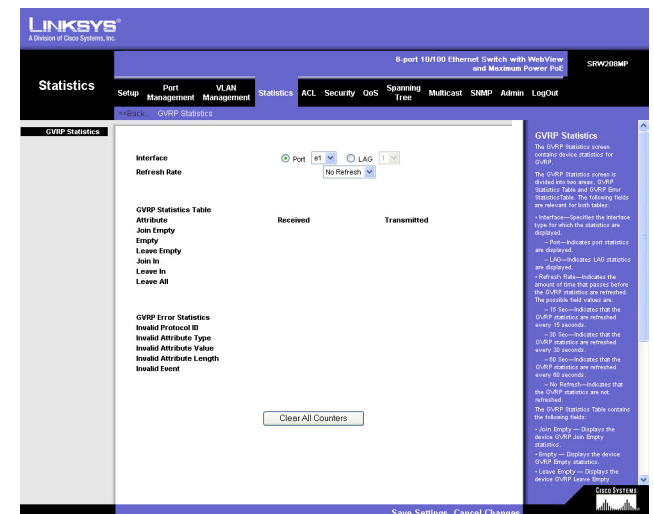 LINKSYS®
A Division of Cisco Systems, Inc.
8-port 10/100 Ethernet Switch with WebView
and Maximum Power PoE
SRW208MP
Statistics
Setup Port Management VLAN Management Statistics ACL Security QoS Spanning Tree Multicast SNMP Admin LogOut
<<Back... GVRP Statistics
GVRP Statistics
Interface Port e1 LAG 1
Refresh Rate No Refresh
GVRP Statistics Table
Attribute Received Transmitted
Join Empty
Empty
Leave Empty
Join In
Leave In
Leave All
GVRP Error Statistics
Invalid Protocol ID
Invalid Attribute Type
Invalid Attribute Value
Invalid Attribute Length
Invalid Event
Clear All Counters
GVRP Statistics
The GVRP Statistics screen
contains device statistics for
GVRP.
The GVRP Statistics screen is
divided into two areas, GVRP
Statistics Table and GVRP Error
StatisticsTable. The following fields
are relevant for both tables:
• Interface—Specifies the interface
type for which the statistics are
displayed.
– Port—Indicates port statistics
are displayed.
– LAG—Indicates LAG statistics
are displayed.
• Refresh Rate—Indicates the
amount of time that passes before
the GVRP statistics are refreshed.
The possible field values are:
– 15 Sec—Indicates that the
GVRP statistics are refreshed
every 15 seconds.
– 30 Sec—Indicates that the
GVRP statistics are refreshed
every 30 seconds.
– 60 Sec—Indicates that the
GVRP statistics are refreshed
every 60 seconds.
– No Refresh—Indicates that
the GVRP statistics are not
refreshed.
The GVRP Statistics Table contains
the following fields:
• Join Empty — Displays the
device GVRP Join Empty
statistics.
• Empty — Displays the device
GVRP Empty statistics.
• Leave Empty — Displays the
device GVRP Leave Empty
CISCO SYSTEMS
Save Settings Cancel Changes